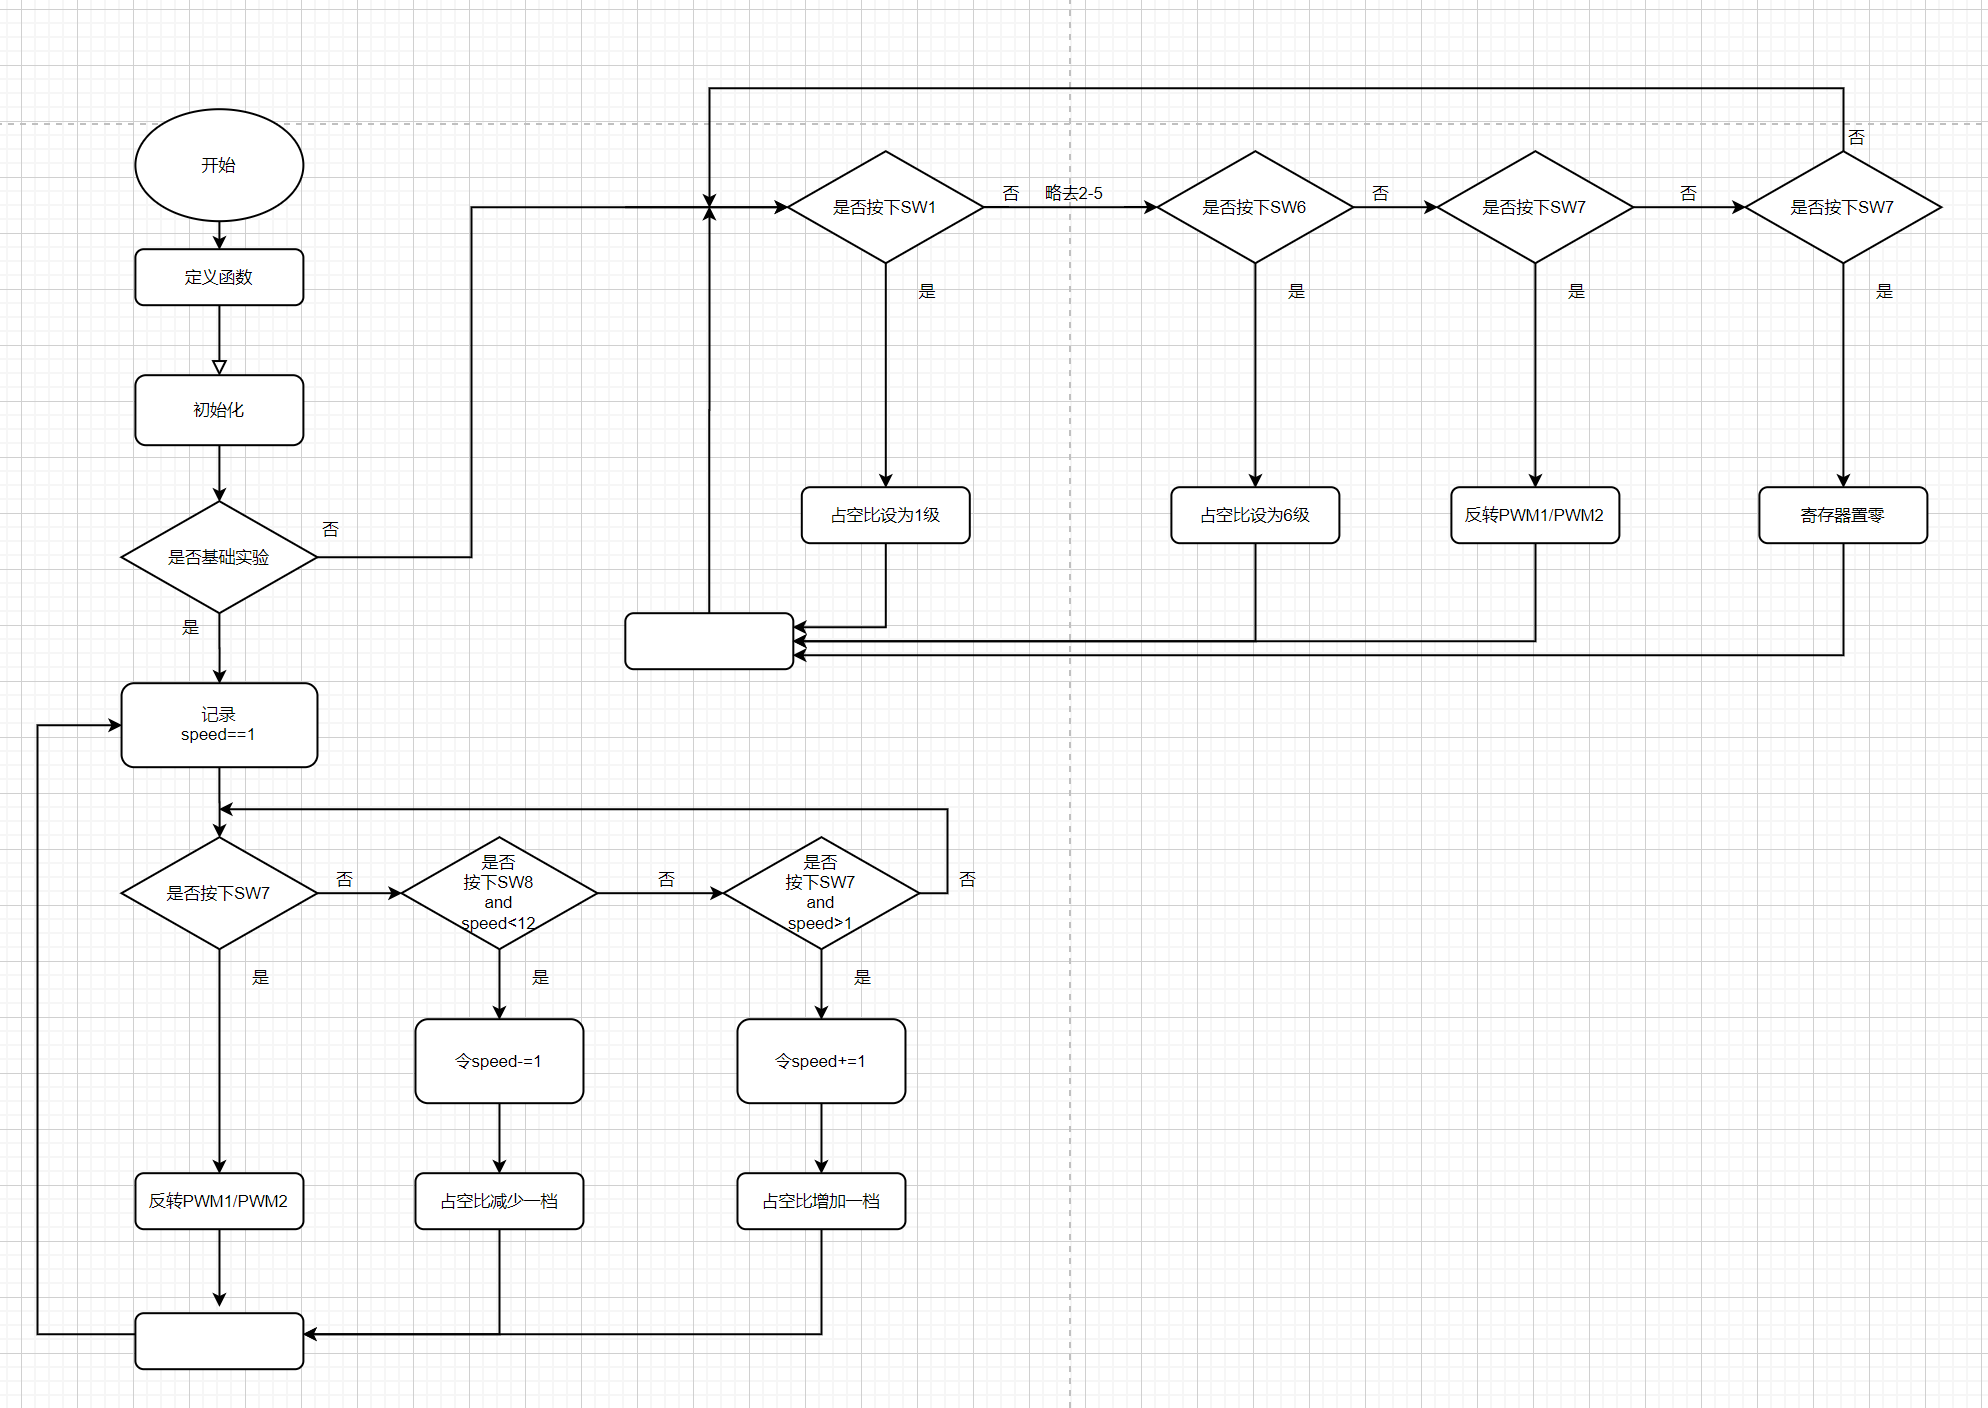 开始
定义函数
初始化
是否基础实验
否
是
记录
speed==1
是否按下SW7
否
是否
按下SW8
and
speed<12
否
是否
按下SW7
and
speed>1
否
是
是
是
令speed-=1
令speed+=1
反转PWM1/PWM2
占空比减少一档
占空比增加一档
是否按下SW1
否
略去2-5
是否按下SW6
否
是否按下SW7
否
是否按下SW7
否
是
是
是
是
占空比设为1级
占空比设为6级
反转PWM1/PWM2
寄存器置零